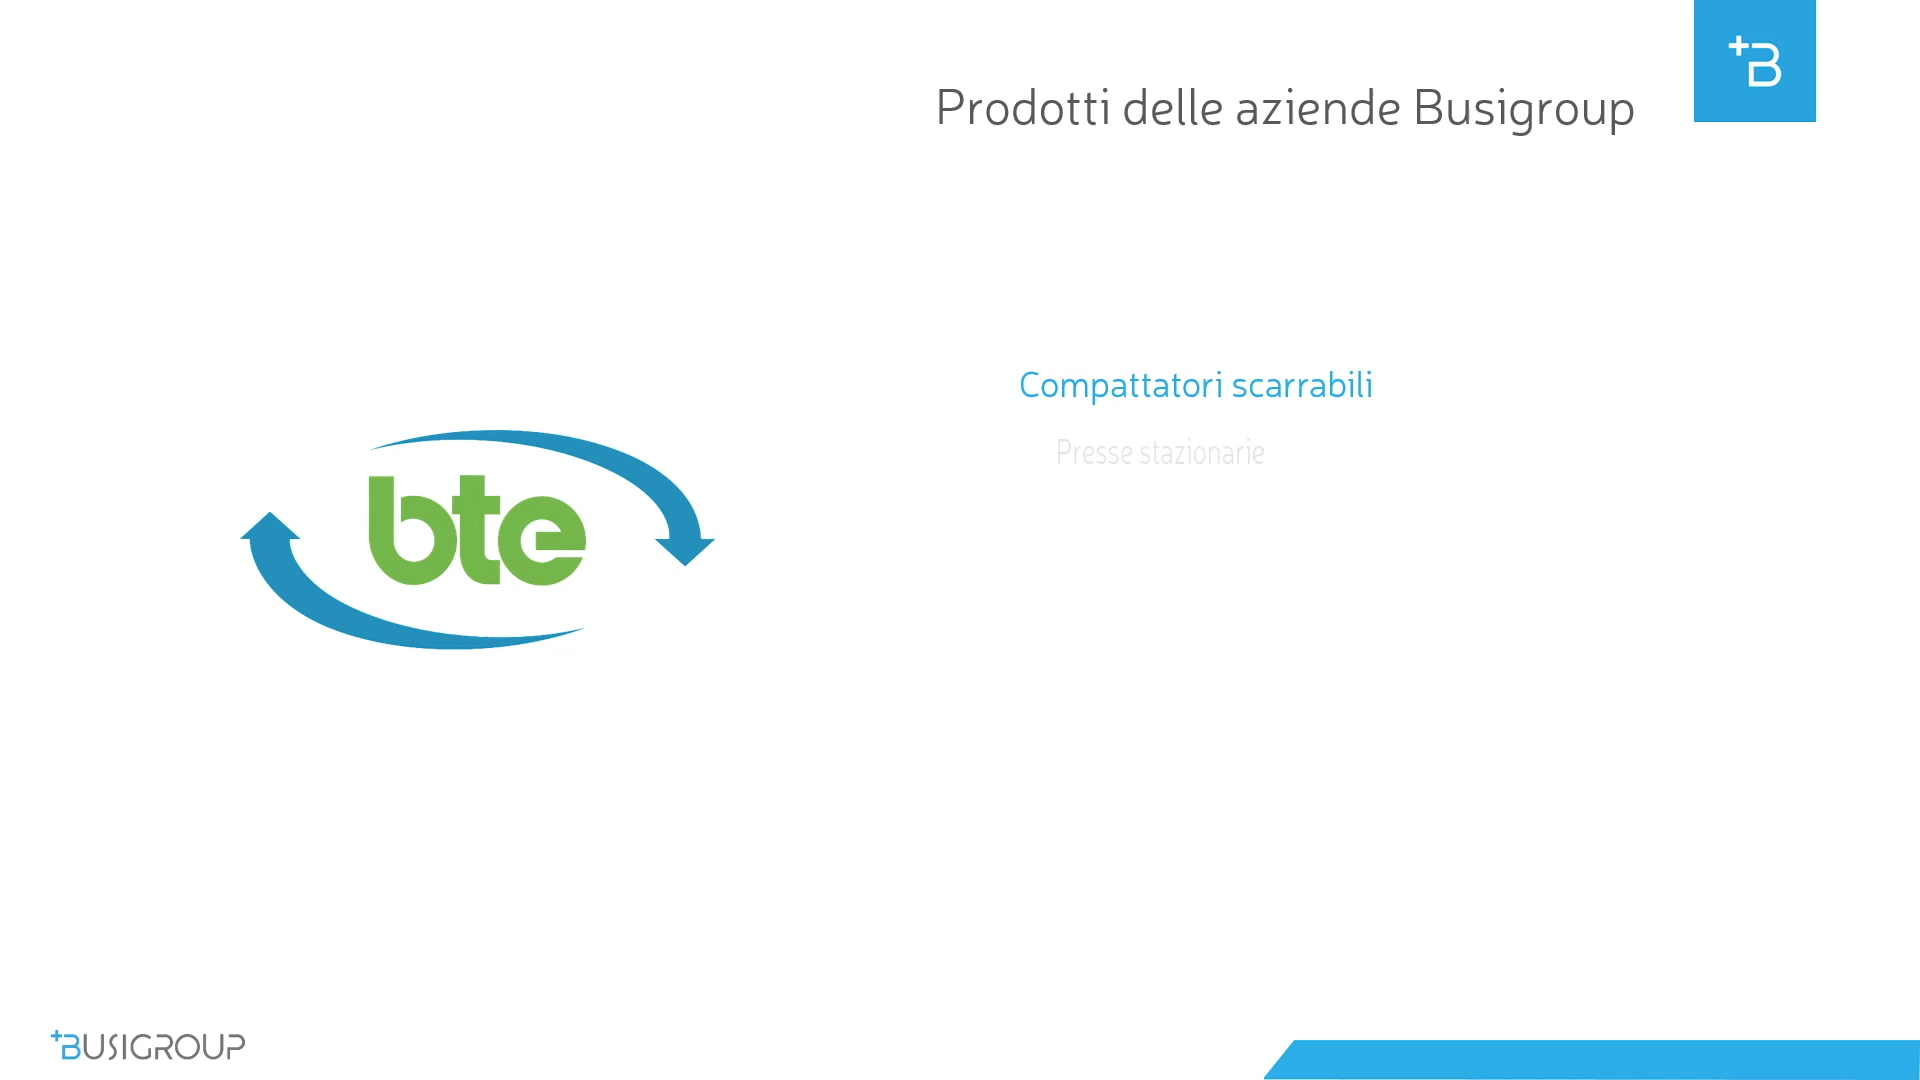 +B
Prodotti delle aziende Busigroup
Compattatori scarrabili
Presse stazionarie
bte
+BUSIGROUP